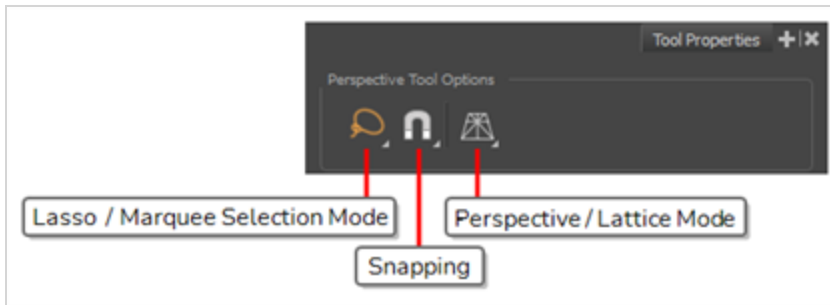 Tool Properties
Perspective Tool Options
Lasso / Marquee Selection Mode
Perspective / Lattice Mode
Snapping